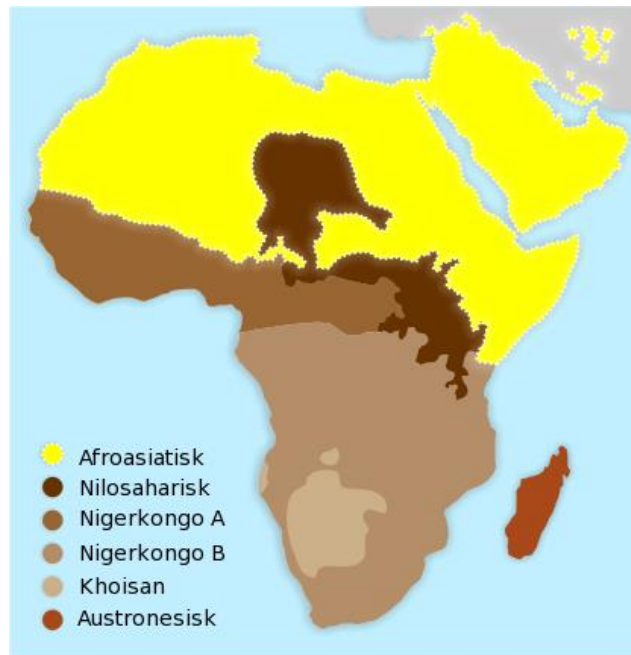 Afroasiatisk
Nilosaharisk
Nigerkongo A
Nigerkongo B
Khoisan
Austronesisk